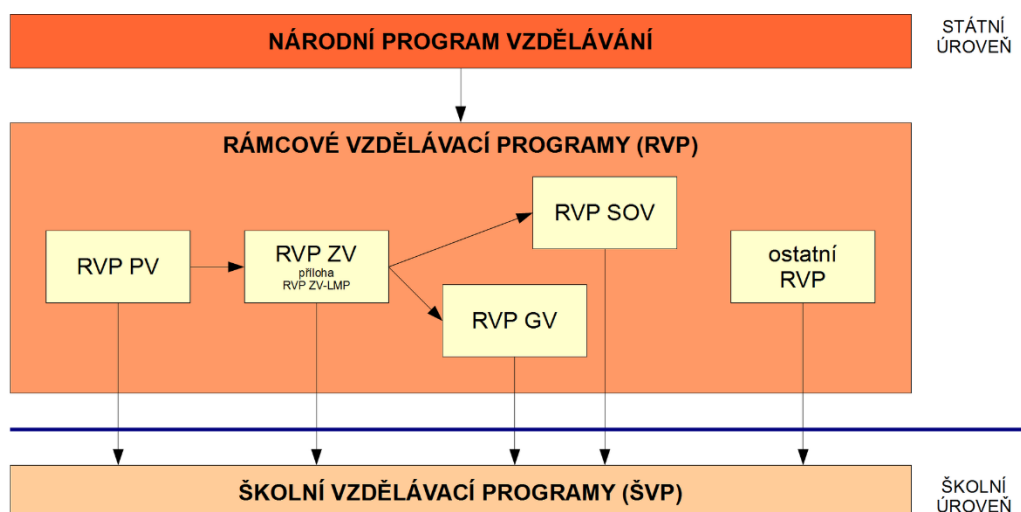 NÁRODNÍ PROGRAM VZDĚLÁVÁNÍ
STÁTNÍ
ÚROVEŇ
RÁMCOVÉ VZDĚLÁVACÍ PROGRAMY (RVP)
RVP PV
RVP ZV
příloha
RVP ZV-LMP
RVP SOV
RVP GV
ostatní
RVP
ŠKOLNÍ VZDĚLÁVACÍ PROGRAMY (ŠVP)
ŠKOLNÍ
ÚROVEŇ